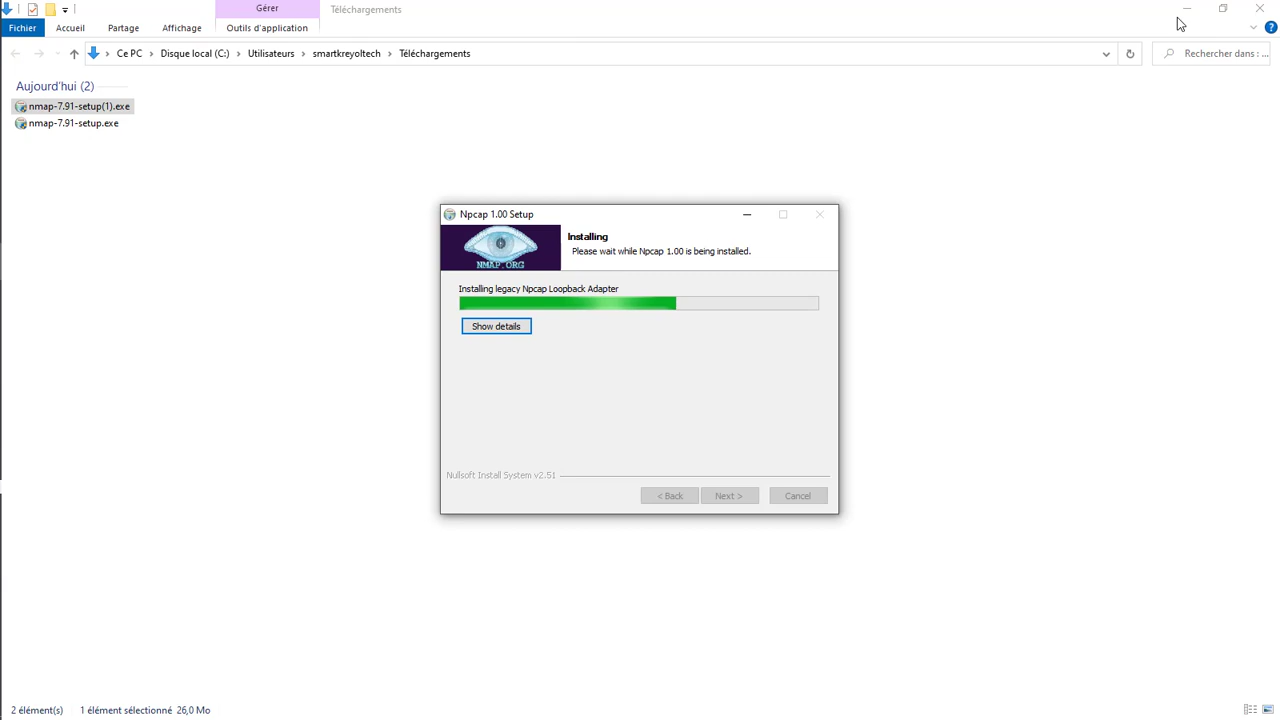 Gérer
Téléchargements
Fichier
Accueil
Partage
Affichage
Outils d'application
Ce PC
Disque local (C:)
Utilisateurs
smartkreyoltech
Téléchargements
Rechercher dans : ...
Aujourd'hui (2)
nmap-7.91-setup(1).exe
nmap-7.91-setup.exe
Npcap 1.00 Setup
NMAP.ORG
Installing
Please wait while Npcap 1.00 is being installed.
Installing legacy Npcap Loopback Adapter
Show details
Nullsoft Install System v2.51
< Back
Next >
Cancel
2 élément(s)
1 élément sélectionné 26,0 Mo